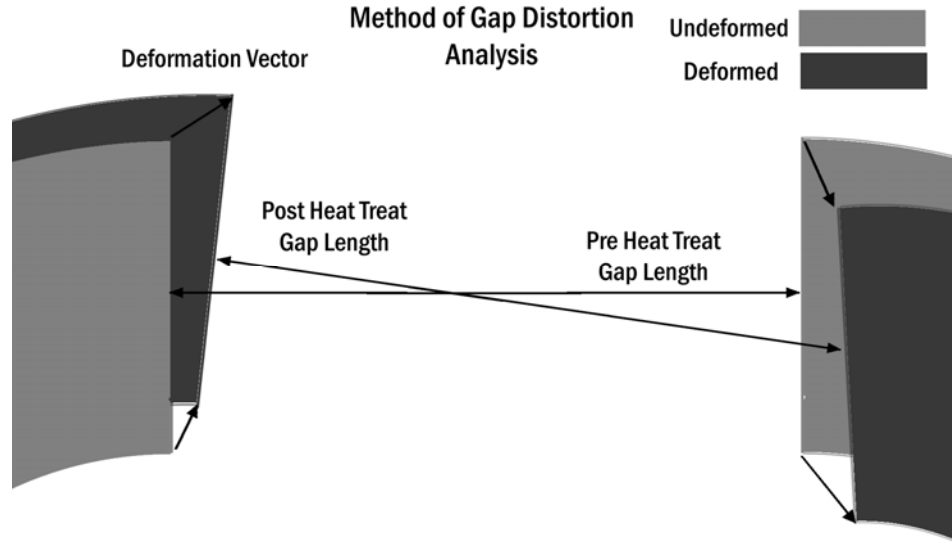 Method of Gap Distortion
Analysis
Undeformed
Deformed
Deformation Vector
Post Heat Treat
Gap Length
Pre Heat Treat
Gap Length